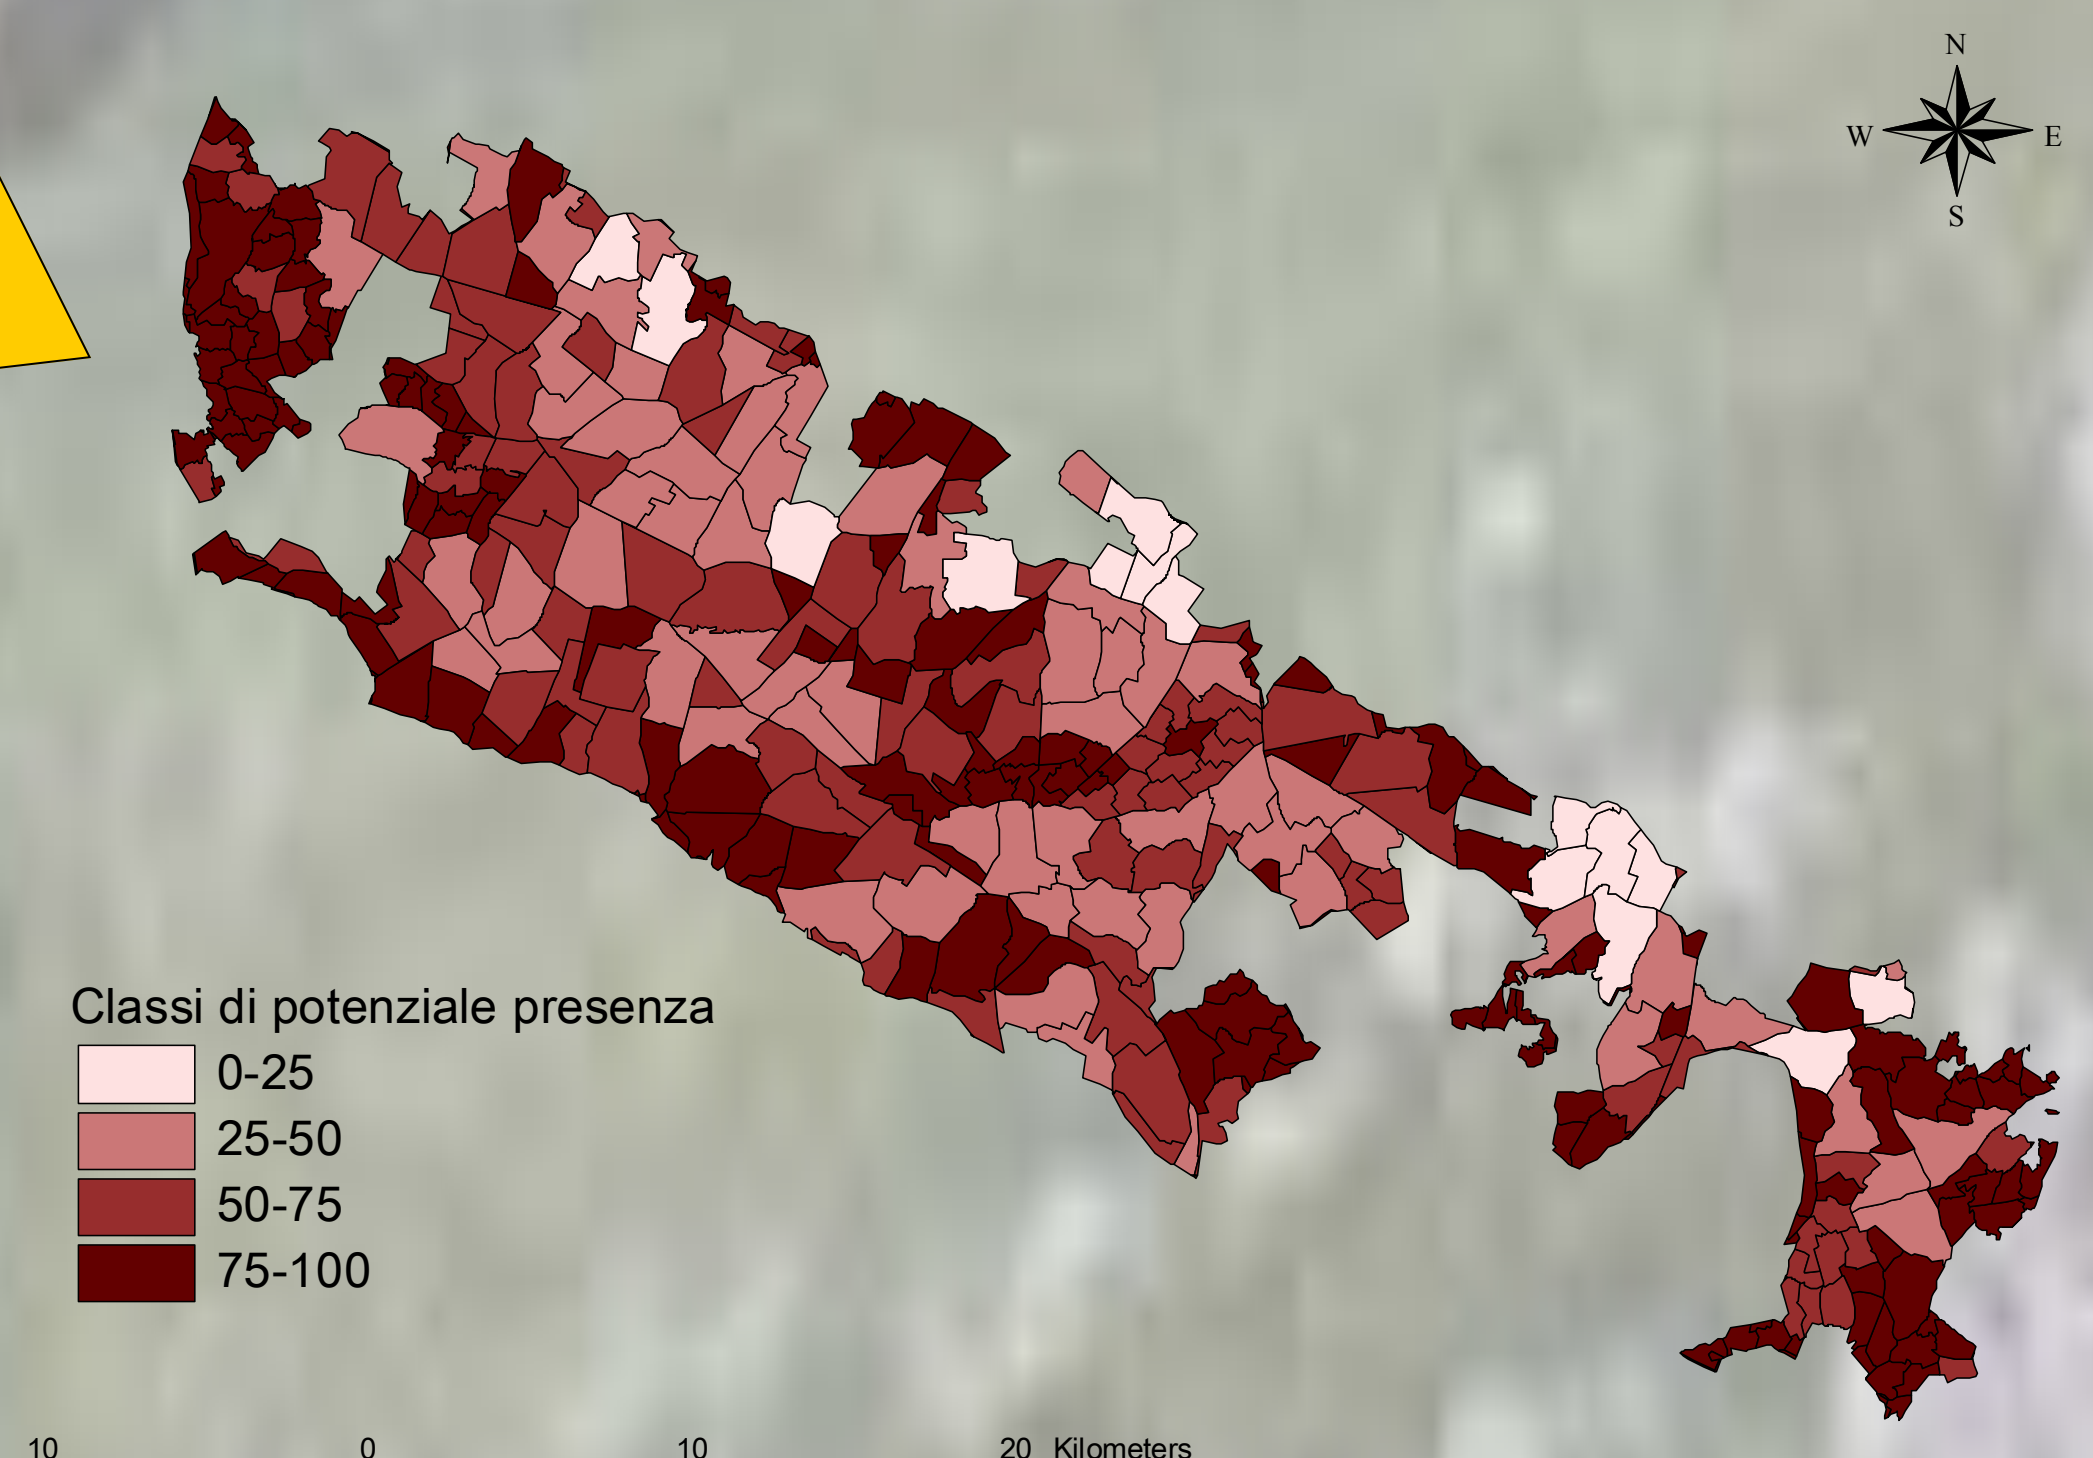 N
W E
S
Classi di potenziale presenza
0-25
25-50
50-75
75-100
10 0 10 20 Kilometers